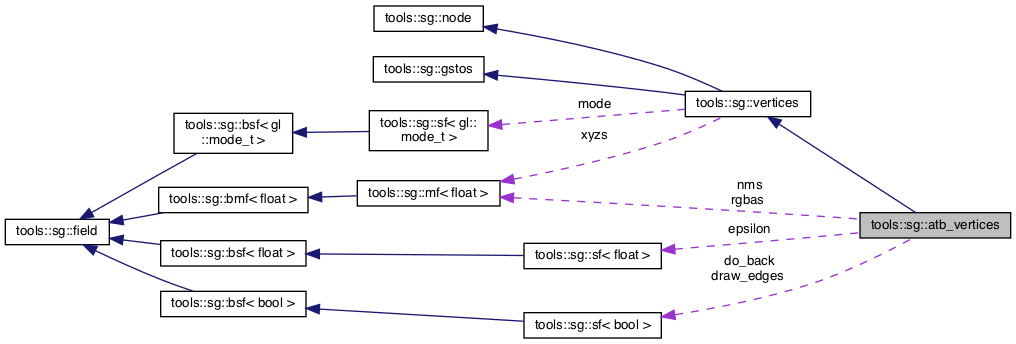 tools::sg::node
tools::sg::gstos
tools::sg::vertices
mode
tools::sg::sf< gl::
mode_t >
tools::sg::bsf< gl
::mode_t >
xyzs
tools::sg::mf< float >
tools::sg::bmf< float >
nms
rgbas
tools::sg::atb_vertices
tools::sg::field
epsilon
tools::sg::bsf< float >
tools::sg::sf< float >
do_back
draw_edges
tools::sg::bsf< bool >
tools::sg::sf< bool >